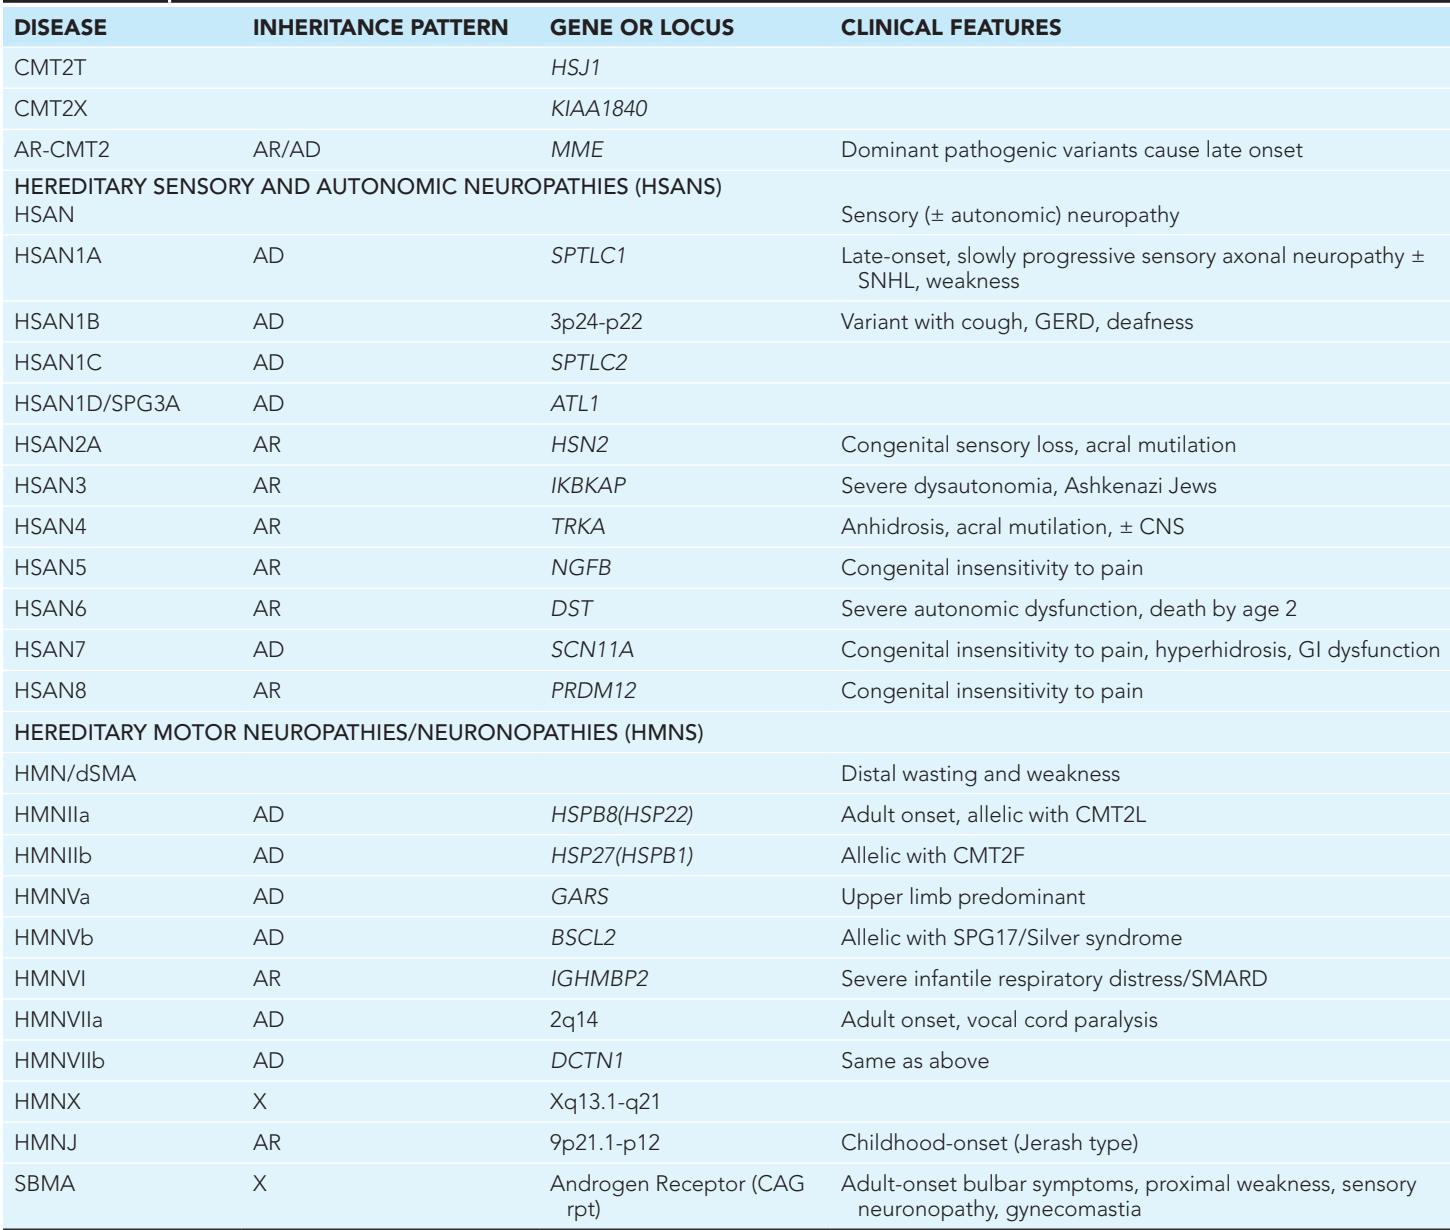 DISEASE INHERITANCE PATTERN GENE OR LOCUS CLINICAL FEATURES
CMT2T HSJ1
CMT2X KIAA1840
AR-CMT2 AR/AD MME Dominant pathogenic variants cause late onset
HEREDITARY SENSORY AND AUTONOMIC NEUROPATHIES (HSANS)
HSAN Sensory (± autonomic) neuropathy
HSAN1A AD SPTLC1 Late-onset, slowly progressive sensory axonal neuropathy ±
SNHL, weakness
HSAN1B AD 3p24-p22 Variant with cough, GERD, deafness
HSAN1C AD SPTLC2
HSAN1D/SPG3A AD ATL1
HSAN2A AR HSN2 Congenital sensory loss, acral mutilation
HSAN3 AR IKBKAP Severe dysautonomia, Ashkenazi Jews
HSAN4 AR TRKA Anhidrosis, acral mutilation, ± CNS
HSAN5 AR NGFB Congenital insensitivity to pain
HSAN6 AR DST Severe autonomic dysfunction, death by age 2
HSAN7 AD SCN11A Congenital insensitivity to pain, hyperhidrosis, GI dysfunction
HSAN8 AR PRDM12 Congenital insensitivity to pain
HEREDITARY MOTOR NEUROPATHIES/NEURONOPATHIES (HMNS)
HMN/dSMA Distal wasting and weakness
HMNIIa AD HSPB8(HSP22) Adult onset, allelic with CMT2L
HMNIIb AD HSP27(HSPB1) Allelic with CMT2F
HMNVa AD GARS Upper limb predominant
HMNVb AD BSCL2 Allelic with SPG17/Silver syndrome
HMNVI AR IGHMBP2 Severe infantile respiratory distress/SMARD
HMNVIIa AD 2q14 Adult onset, vocal cord paralysis
HMNVIIb AD DCTN1 Same as above
HMNX X Xq13.1-q21
HMNJ AR 9p21.1-p12 Childhood-onset (Jerash type)
SBMA X Androgen Receptor (CAG Adult-onset bulbar symptoms, proximal weakness, sensory
rpt) neuronopathy, gynecomastia